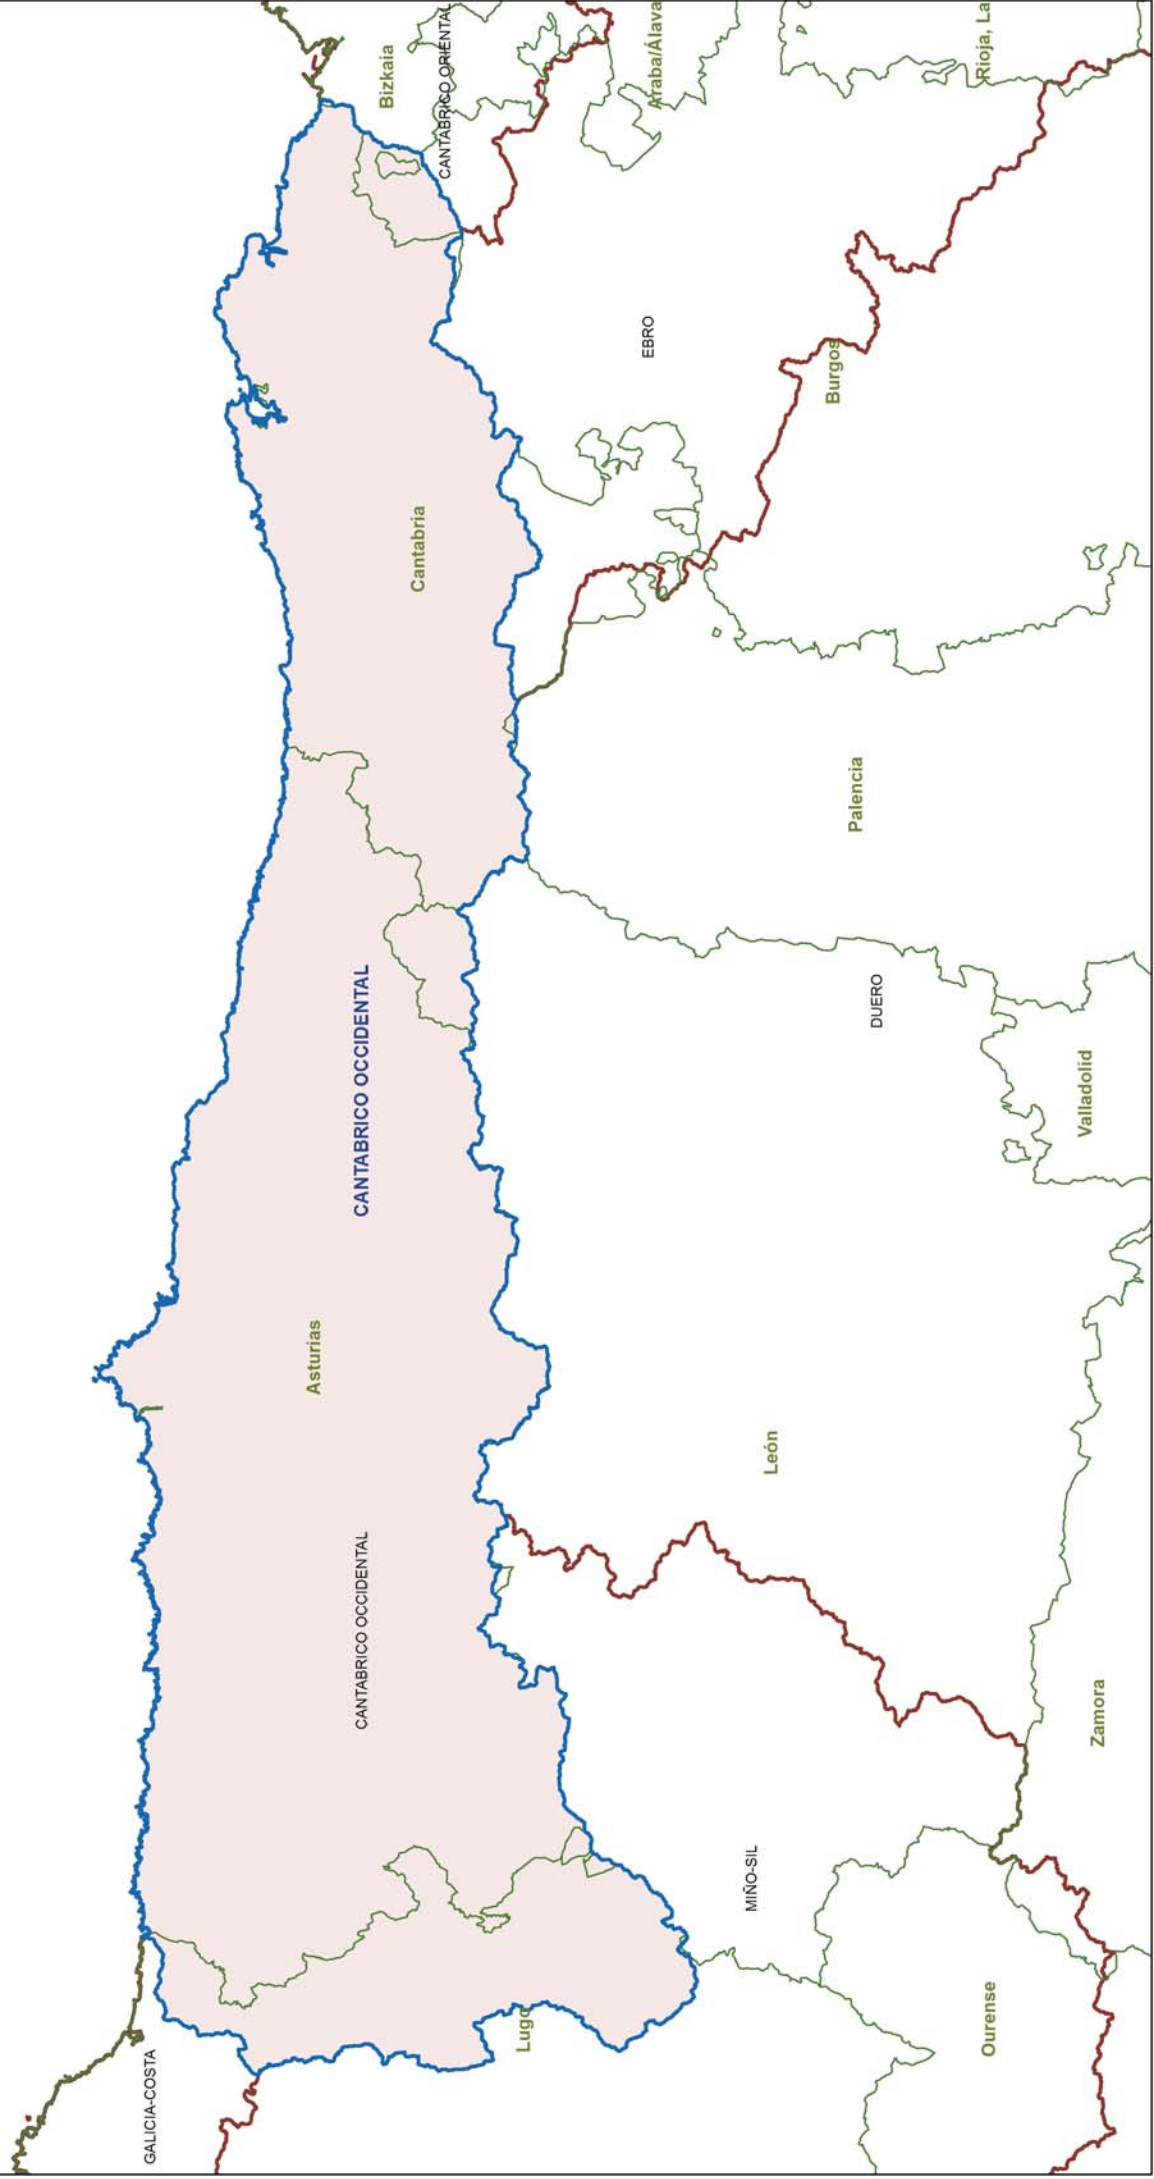 GALICIA-COSTA
Lugo
Ourense
MIÑO-SIL
CANTABRICO OCCIDENTAL
Zamora
León
Asturias
CANTABRICO OCCIDENTAL
Valladolid
DUERO
Palencia
Cantabria
Burgos
EBRO
CANTABRICO ORIENTAL
Bizkaia
Araba/Álava
Rioja, La